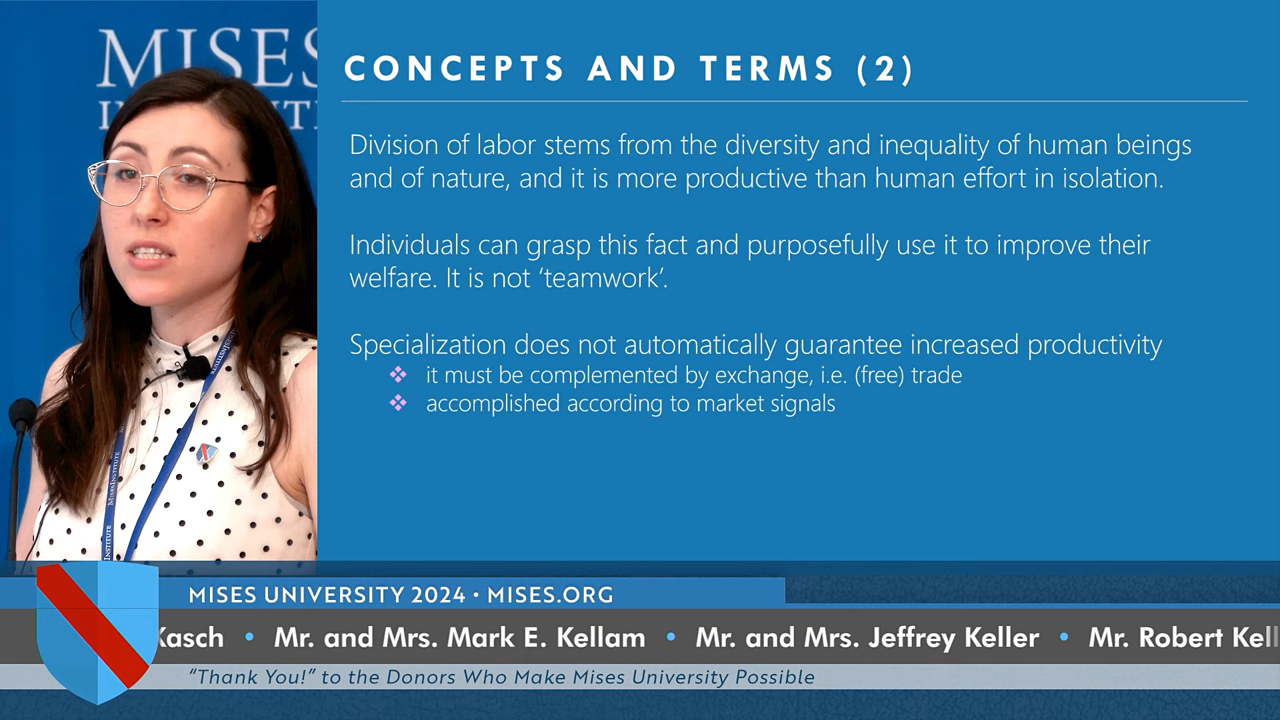 MISES
CONCEPTS AND TERMS (2)
Division of labor stems from the diversity and inequality of human beings
and of nature, and it is more productive than human effort in isolation.
Individuals can grasp this fact and purposefully use it to improve their
welfare. It is not ‘teamwork’.
Specialization does not automatically guarantee increased productivity
❖ it must be complemented by exchange, i.e. (free) trade
❖ accomplished according to market signals
MISES UNIVERSITY 2024 • MISES.ORG
Kasch • Mr. and Mrs. Mark E. Kellam • Mr. and Mrs. Jeffrey Keller • Mr. Robert Kell
“Thank You!” to the Donors Who Make Mises University Possible